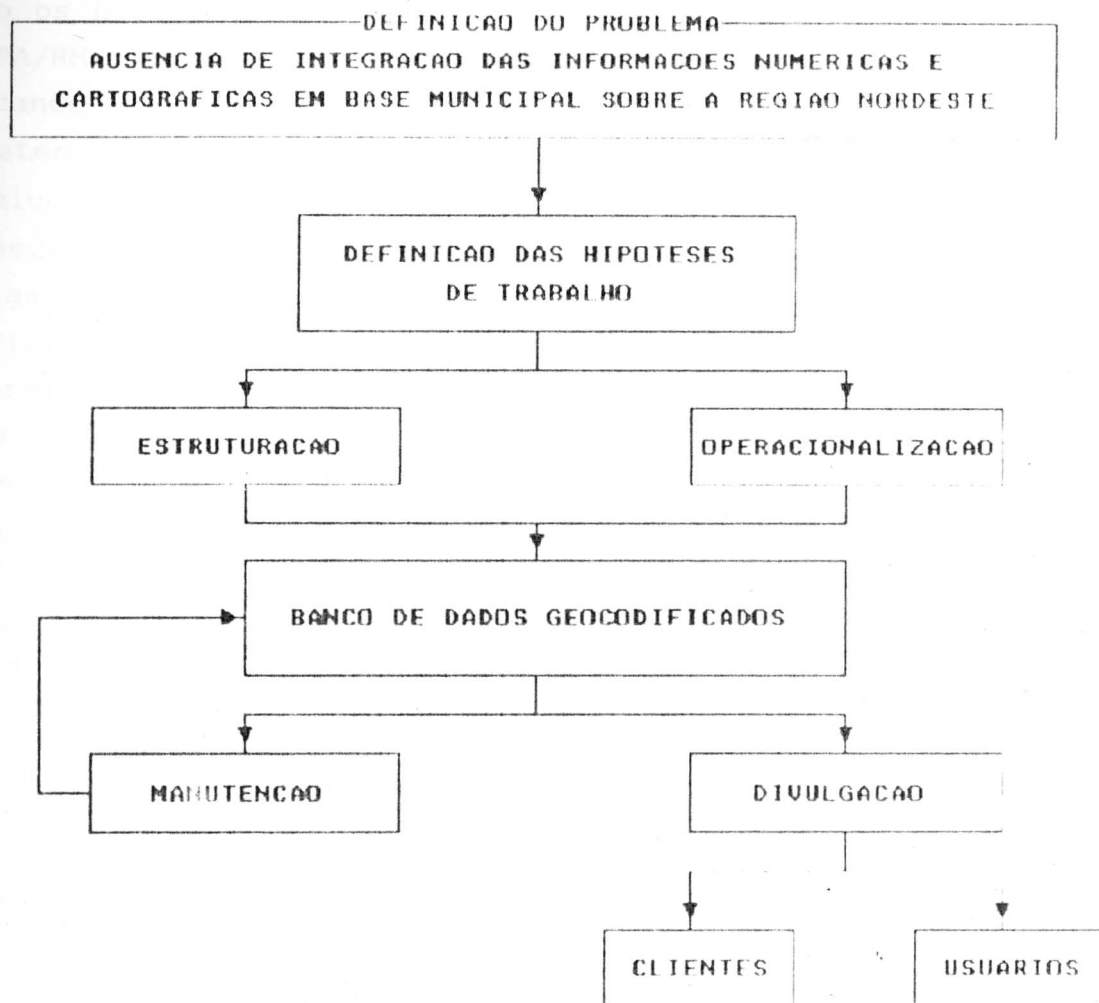 DEFINICAO DO PROBLEMA
AUSENCIA DE INTEGRACAO DAS INFORMACOES NUMERICAS E
CARTOGRAFICAS EM BASE MUNICIPAL SOBRE A REGIAO NORDESTE
DEFINICAO DAS HIPOTESES
DE TRABALHO
ESTRUTURACAO
OPERACIONALIZACAO
BANCO DE DADOS GEOCODIFICADOS
MANUTENCAO
DIVULGACAO
CLIENTES
USUARIOS